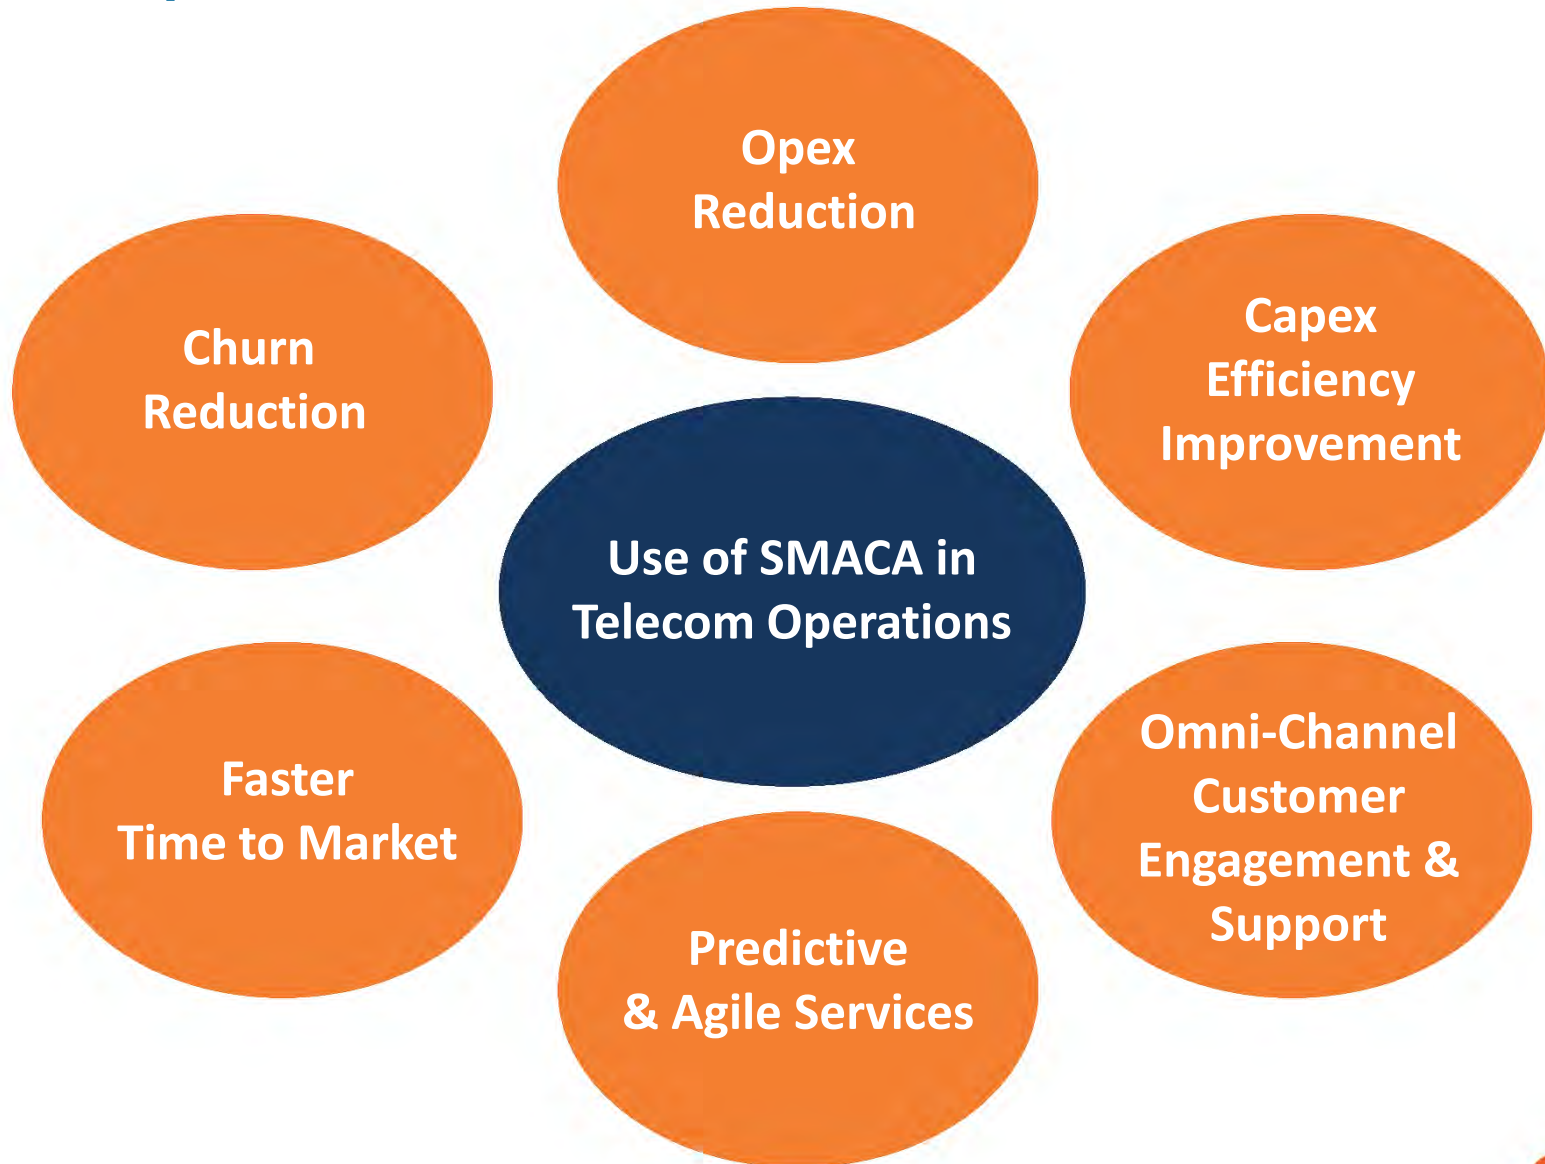 Opex
Reduction
Churn
Reduction
Capex
Efficiency
Improvement
Use of SMACA in
Telecom Operations
Faster
Time to Market
Omni-Channel
Customer
Engagement &
Support
Predictive
& Agile Services